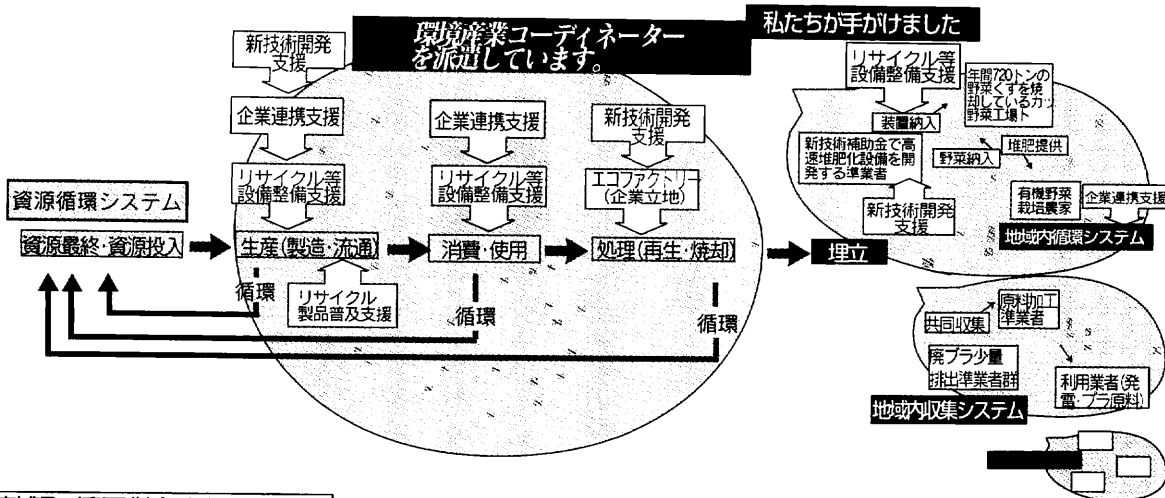 環境産業コーディネーター
を派遣しています。
私たちが手がけました
新技術開発
支援
企業連携支援
リサイクル等
設備整備支援
企業連携支援
リサイクル等
設備整備支援
新技術開発
支援
エコファクトリー
(企業立地)
資源循環システム
資源最終・資源投入
生産(製造・流通)
消費・使用
処理(再生・焼却)
埋立
循環
リサイクル
製品普及支援
循環
循環
リサイクル等
設備整備支援
年間720トンの
野菜くずを焼
却しているカッ
野菜工場ト
装置納入
新技術補助金で高
速堆肥化設備を開
発する準業者
野菜納入
堆肥提供
有機野菜
栽培農家
企業連携支援
新技術開発
支援
地域内循環システム
共同収集
原料加工
準業者
廃プラ少量
排出準業者群
利用業者(発
電・プラ原料)
地域内収集システム